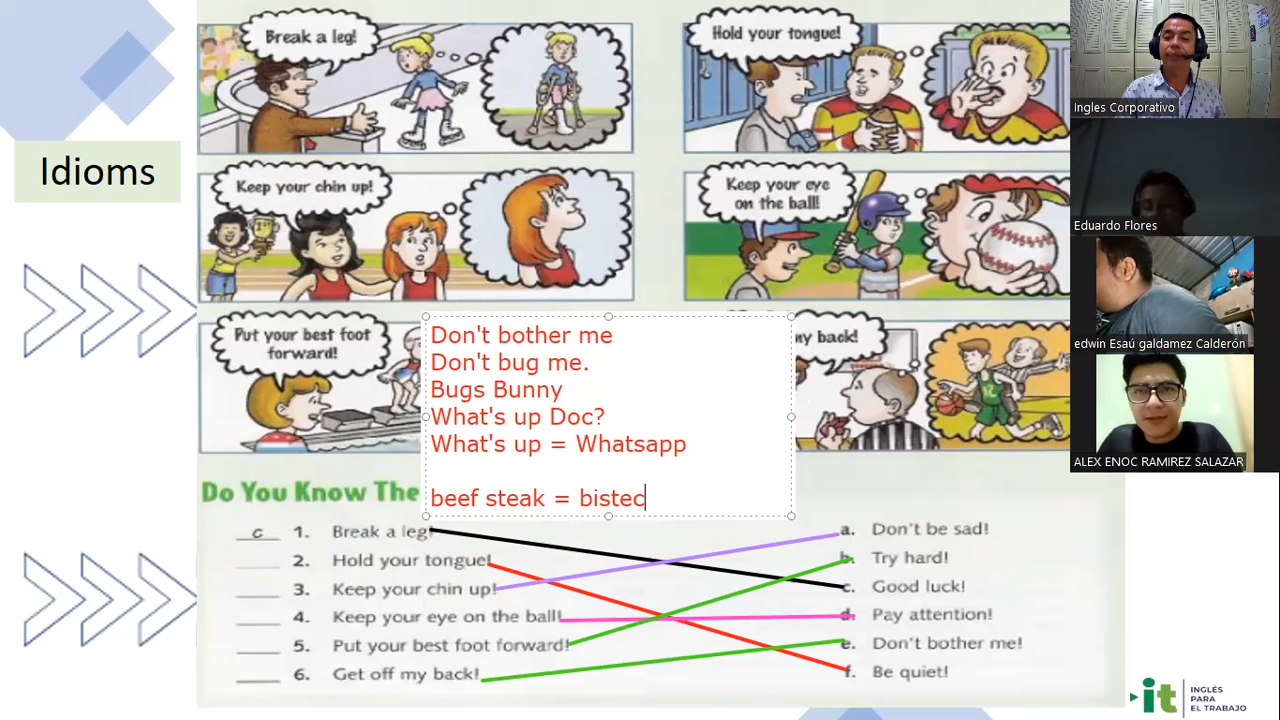 Break a leg!
Hold your tongue!
Ingles Corporativo
Idioms
Keep your chin up!
Keep your eye
on the ball!
Eduardo Flores
Put your best foot
forward!
my back!
edwin Esaú galdamez Calderón
Don't bother me
Don't bug me.
Bugs Bunny
What's up Doc?
What's up = Whatsapp
beef steak = bistec
ALEX ENOC RAMIREZ SALAZAR
Do You Know The
c 1. Break a leg!
2. Hold your tongue!
3. Keep your chin up!
4. Keep your eye on the ball!
5. Put your best foot forward!
6. Get off my back!
a. Don't be sad!
b. Try hard!
c. Good luck!
d. Pay attention!
e. Don't bother me!
f. Be quiet!
it INGLÉS
PARA
EL TRABAJO